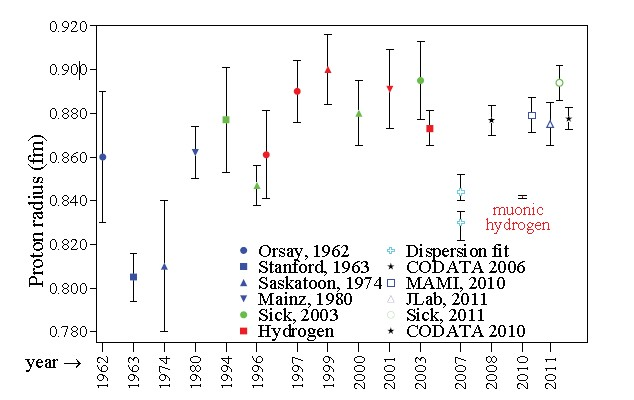 0.920
0.900
0.880
0.860
0.840
0.820
0.800
0.780
Proton radius (fm)
muonic
hydrogen
Orsay, 1962
Stanford, 1963
Saskatoon, 1974
Mainz, 1980
Sick, 2003
Hydrogen
Dispersion fit
CODATA 2006
MAMI, 2010
JLab, 2011
Sick, 2011
CODATA 2010
year →
1962
1963
1974
1980
1994
1996
1997
1999
2000
2001
2003
2007
2008
2010
2011